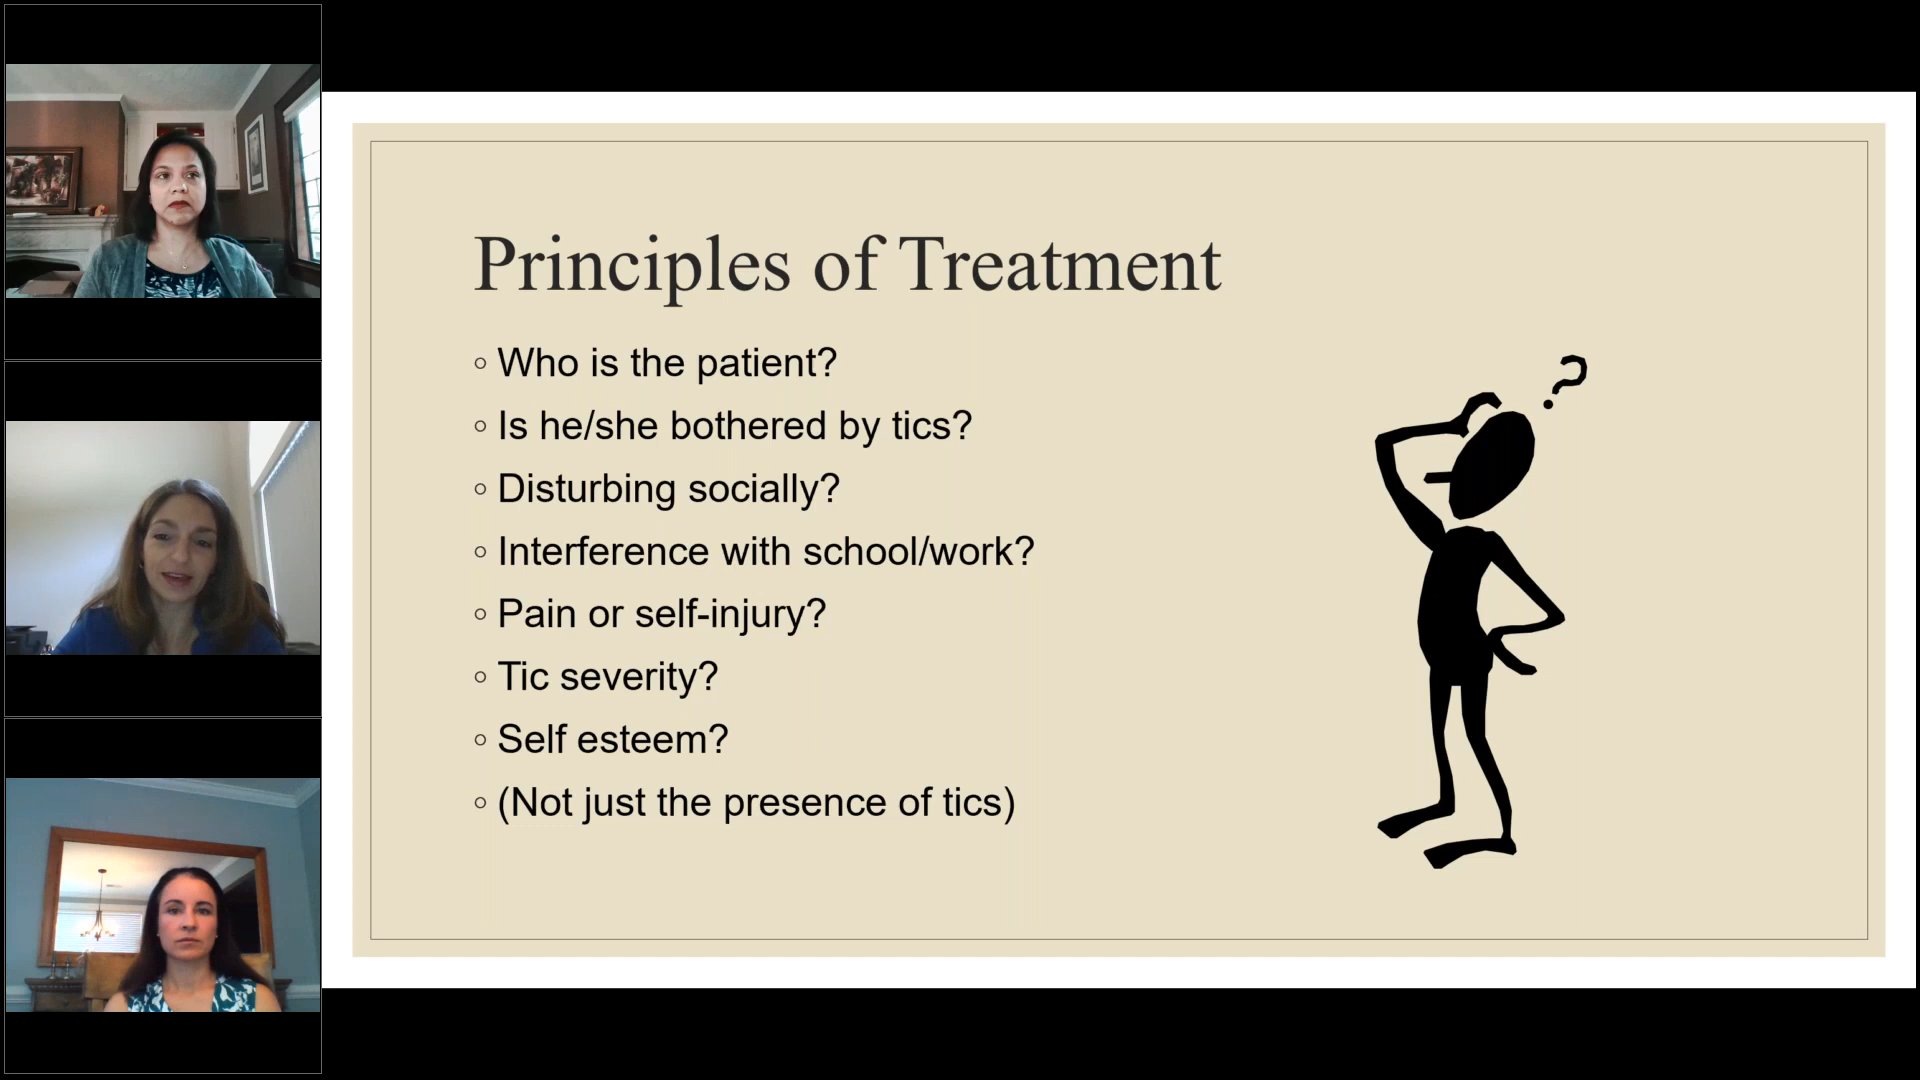 Principles of Treatment
◦ Who is the patient?
◦ Is he/she bothered by tics?
◦ Disturbing socially?
◦ Interference with school/work?
◦ Pain or self-injury?
◦ Tic severity?
◦ Self esteem?
◦ (Not just the presence of tics)
?